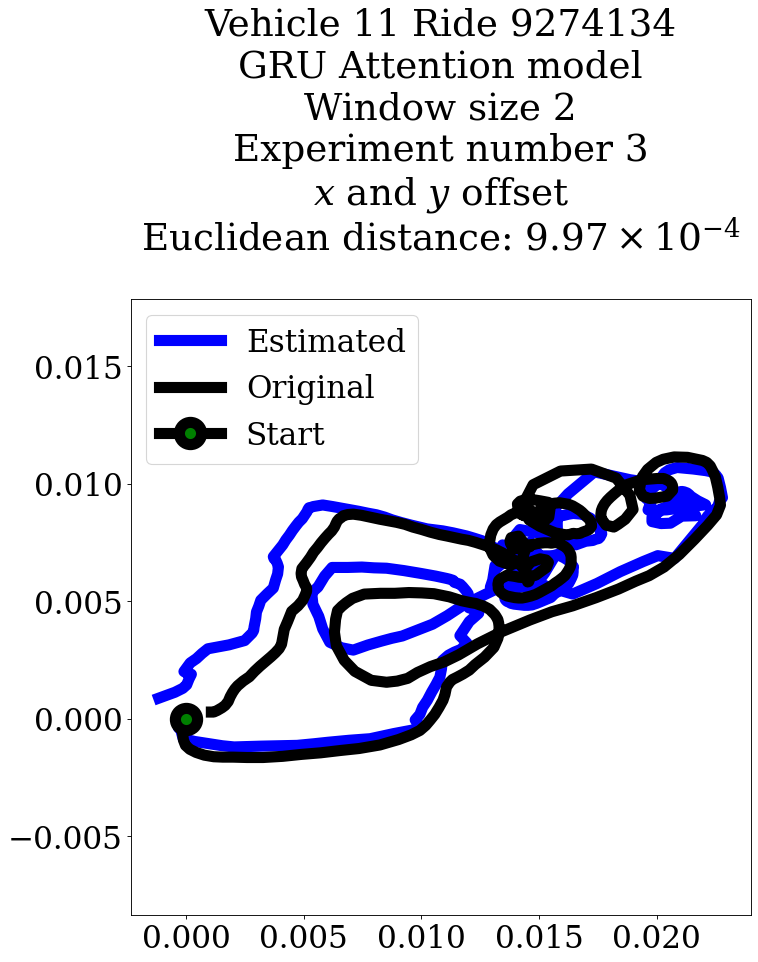 Vehicle 11 Ride 9274134
GRU Attention model
Window size 2
Experiment number 3
x and y offset
Euclidean distance: 9.97 × 10⁻⁴
Estimated
Original
Start
0.015
0.010
0.005
0.000
−0.005
0.000 0.005 0.010 0.015 0.020